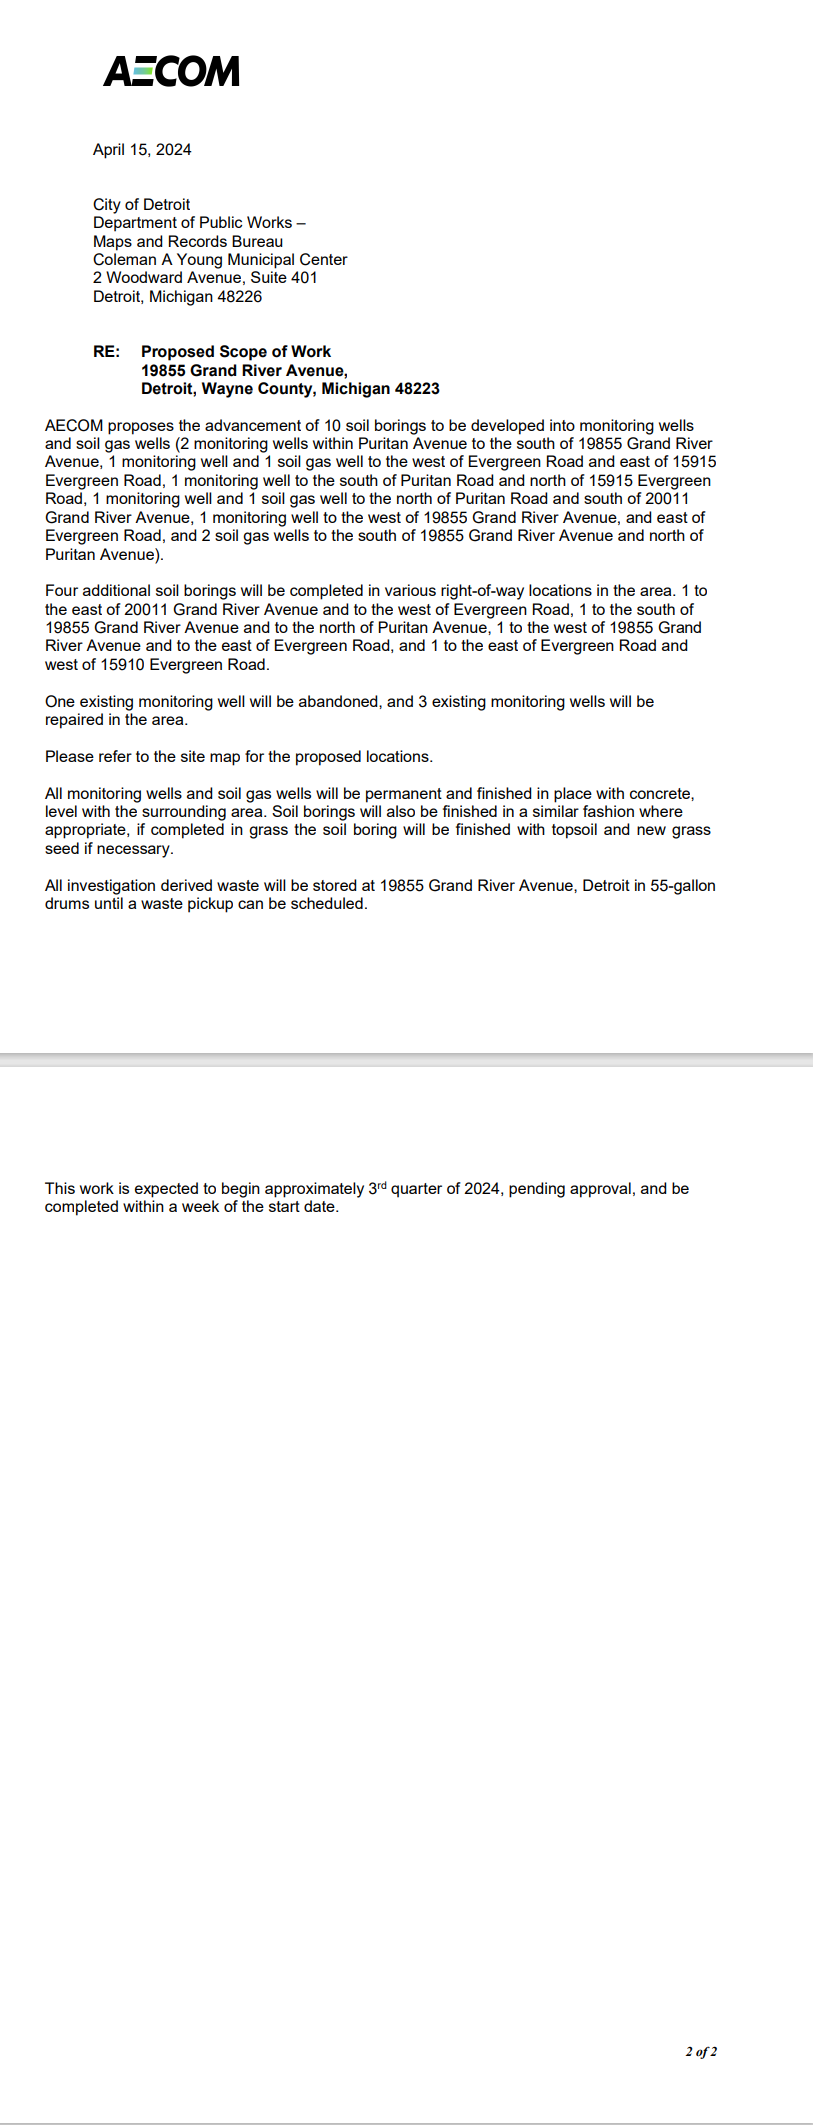 AECOM
April 15, 2024
City of Detroit
Department of Public Works –
Maps and Records Bureau
Coleman A Young Municipal Center
2 Woodward Avenue, Suite 401
Detroit, Michigan 48226
RE: Proposed Scope of Work
19855 Grand River Avenue,
Detroit, Wayne County, Michigan 48223
AECOM proposes the advancement of 10 soil borings to be developed into monitoring wells
and soil gas wells (2 monitoring wells within Puritan Avenue to the south of 19855 Grand River
Avenue, 1 monitoring well and 1 soil gas well to the west of Evergreen Road and east of 15915
Evergreen Road, 1 monitoring well to the south of Puritan Road and north of 15915 Evergreen
Road, 1 monitoring well and 1 soil gas well to the north of Puritan Road and south of 20011
Grand River Avenue, 1 monitoring well to the west of 19855 Grand River Avenue, and east of
Evergreen Road, and 2 soil gas wells to the south of 19855 Grand River Avenue and north of
Puritan Avenue).
Four additional soil borings will be completed in various right-of-way locations in the area. 1 to
the east of 20011 Grand River Avenue and to the west of Evergreen Road, 1 to the south of
19855 Grand River Avenue and to the north of Puritan Avenue, 1 to the west of 19855 Grand
River Avenue and to the east of Evergreen Road, and 1 to the east of Evergreen Road and
west of 15910 Evergreen Road.
One existing monitoring well will be abandoned, and 3 existing monitoring wells will be
repaired in the area.
Please refer to the site map for the proposed locations.
All monitoring wells and soil gas wells will be permanent and finished in place with concrete,
level with the surrounding area. Soil borings will also be finished in a similar fashion where
appropriate, if completed in grass the soil boring will be finished with topsoil and new grass
seed if necessary.
All investigation derived waste will be stored at 19855 Grand River Avenue, Detroit in 55-gallon
drums until a waste pickup can be scheduled.
This work is expected to begin approximately 3rd quarter of 2024, pending approval, and be
completed within a week of the start date.
2 of 2